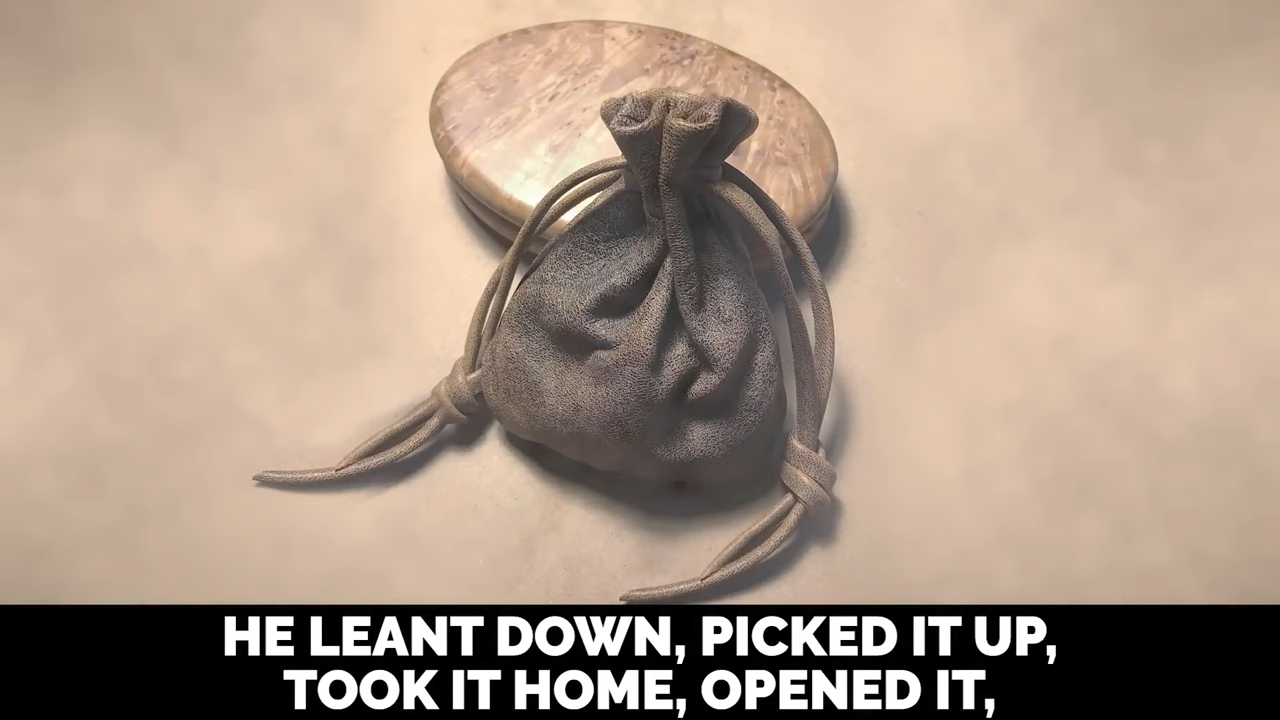 HE LEANT DOWN, PICKED IT UP,
TOOK IT HOME, OPENED IT,